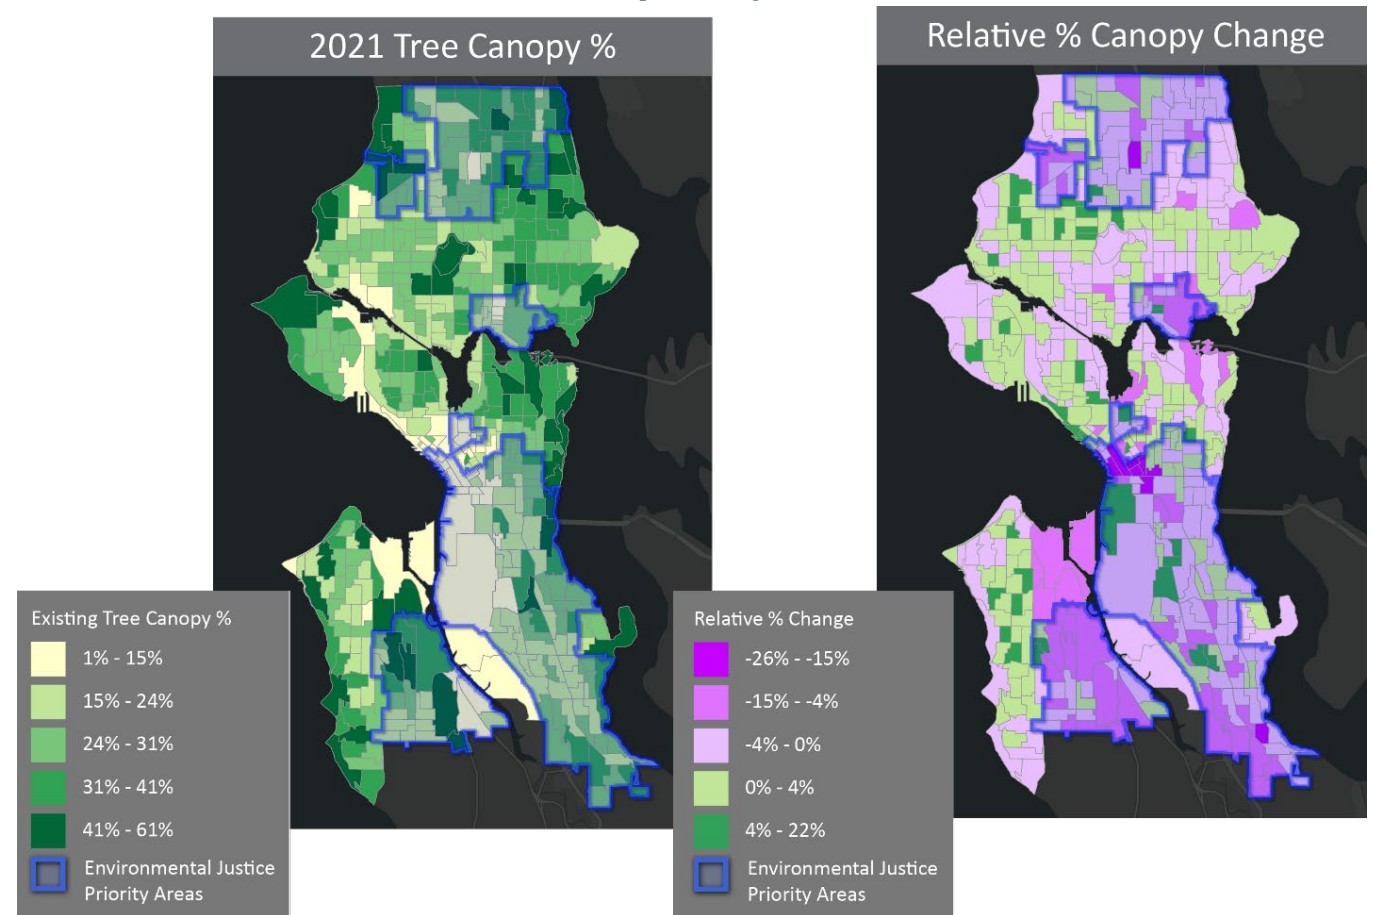 2021 Tree Canopy %
Existing Tree Canopy %
1% - 15%
15% - 24%
24% - 31%
31% - 41%
41% - 61%
Environmental Justice
Priority Areas
Relative % Canopy Change
Relative % Change
-26% - -15%
-15% - -4%
-4% - 0%
0% - 4%
4% - 22%
Environmental Justice
Priority Areas